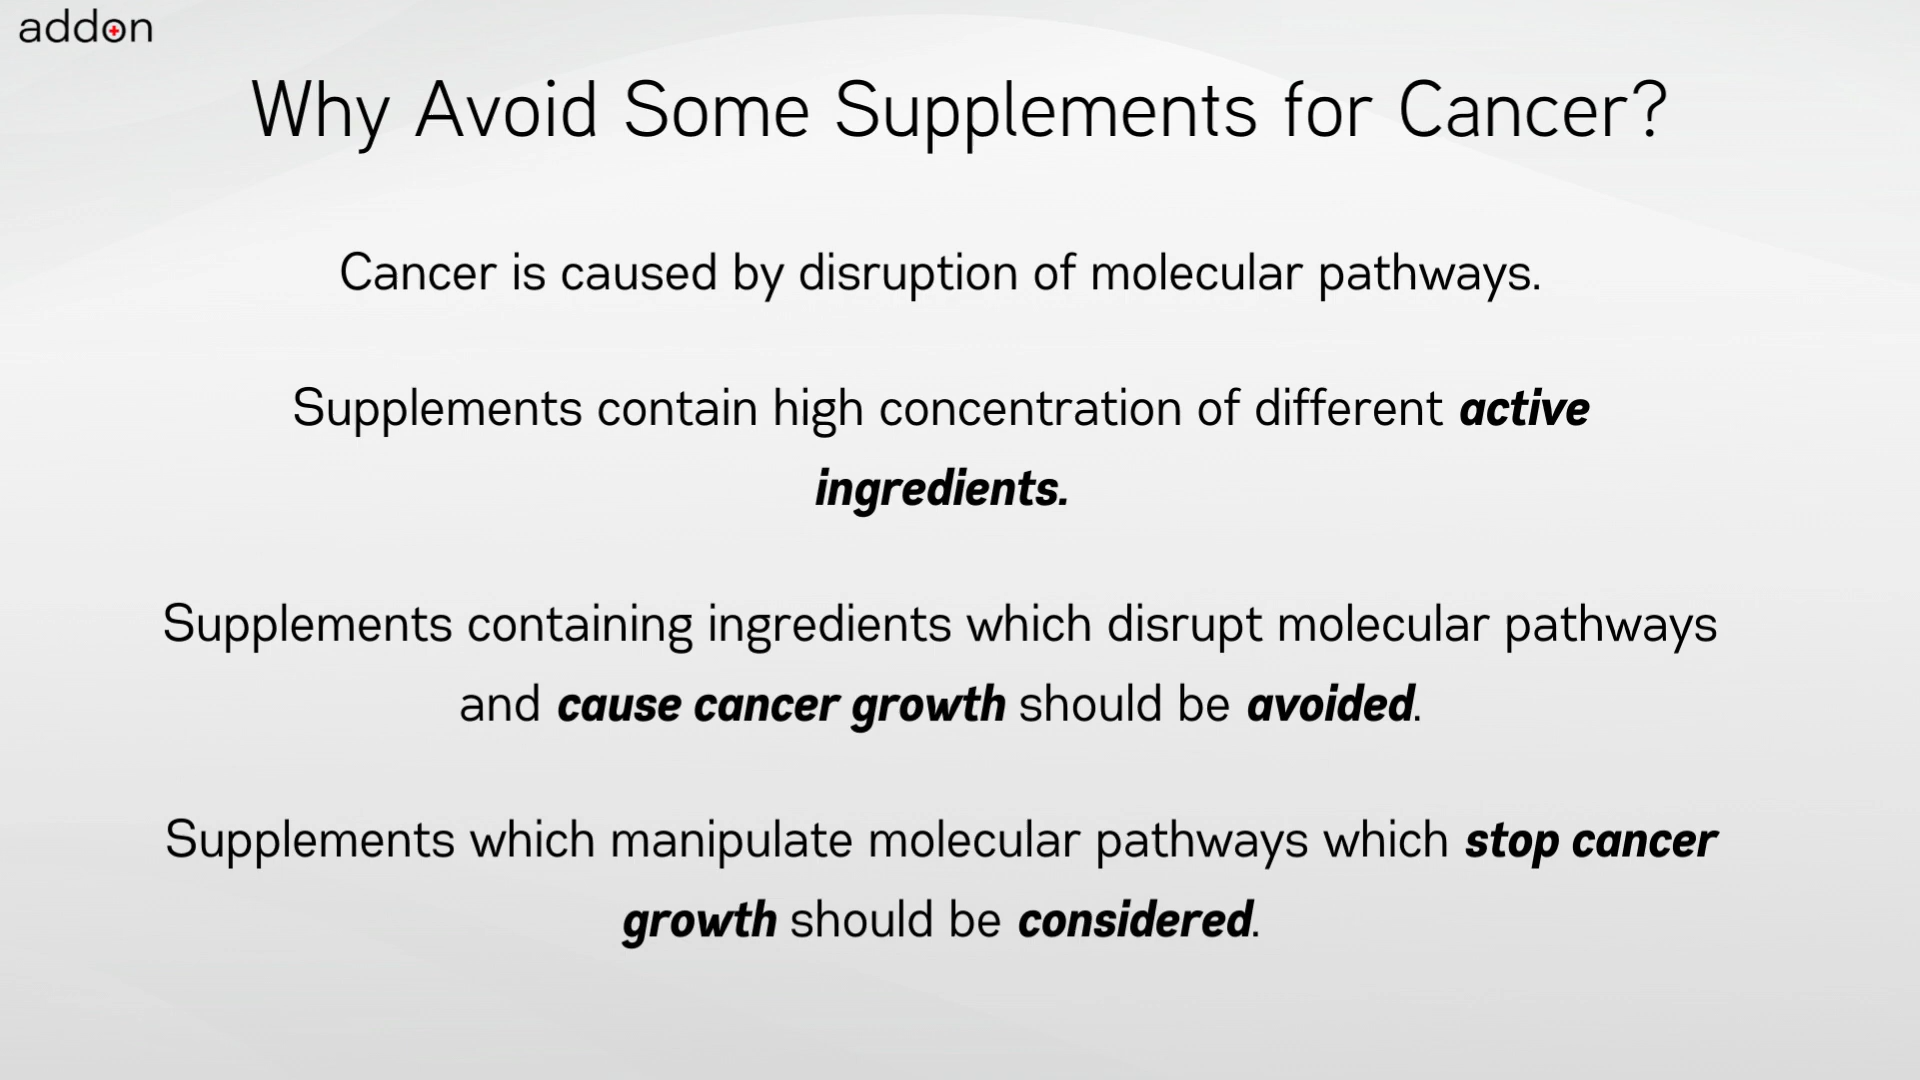 addon
Why Avoid Some Supplements for Cancer?
Cancer is caused by disruption of molecular pathways.
Supplements contain high concentration of different active
ingredients.
Supplements containing ingredients which disrupt molecular pathways
and cause cancer growth should be avoided.
Supplements which manipulate molecular pathways which stop cancer
growth should be considered.